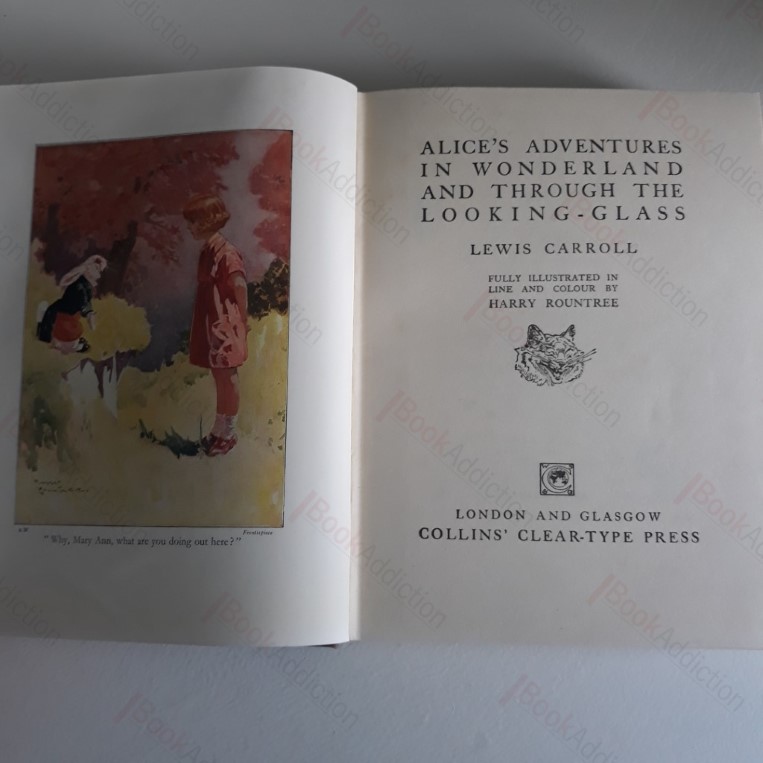 "Why, Mary Ann, what are you doing out here?"
Frontispiece
ALICE'S ADVENTURES
IN WONDERLAND
AND THROUGH THE
LOOKING-GLASS
LEWIS CARROLL
FULLY ILLUSTRATED IN
LINE AND COLOUR BY
HARRY ROUNTREE
LONDON AND GLASGOW
COLLINS' CLEAR-TYPE PRESS
BookAddiction